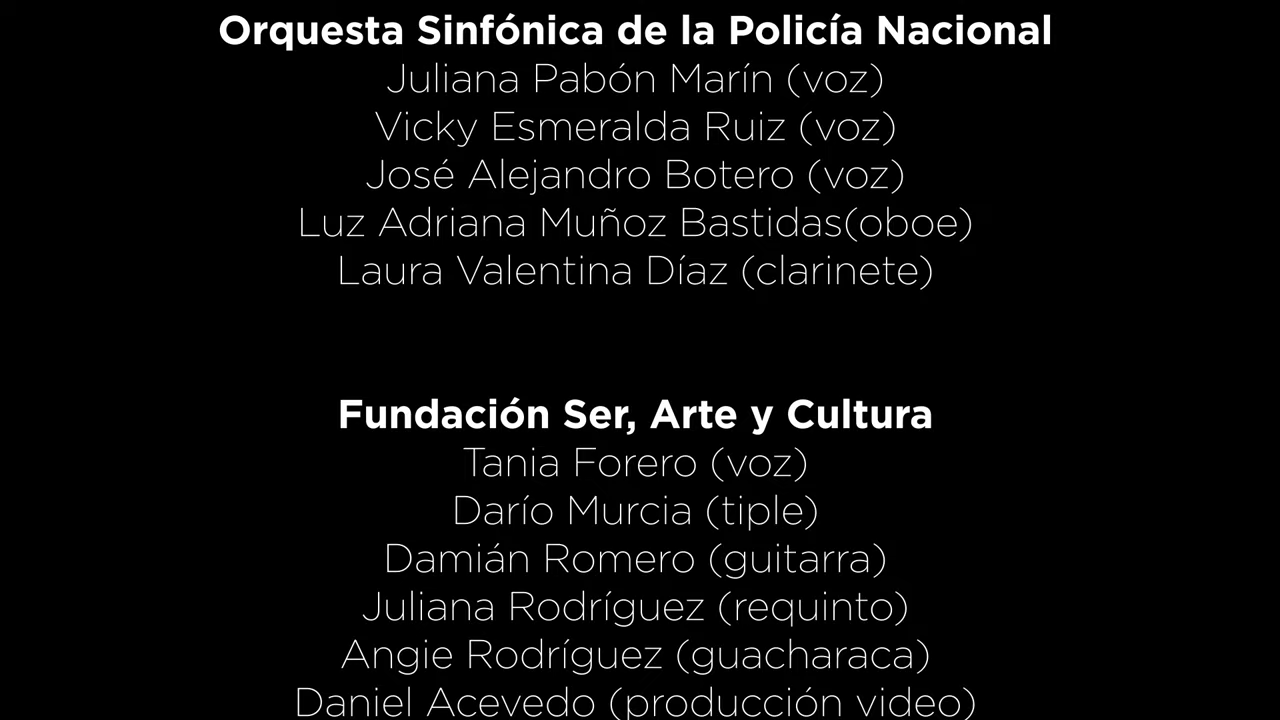 Orquesta Sinfónica de la Policía Nacional
Juliana Pabón Marín (voz)
Vicky Esmeralda Ruiz (voz)
José Alejandro Botero (voz)
Luz Adriana Muñoz Bastidas(oboe)
Laura Valentina Díaz (clarinete)
Fundación Ser, Arte y Cultura
Tania Forero (voz)
Darío Murcia (tiple)
Damián Romero (guitarra)
Juliana Rodríguez (requinto)
Angie Rodríguez (guacharaca)
Daniel Acevedo (producción video)